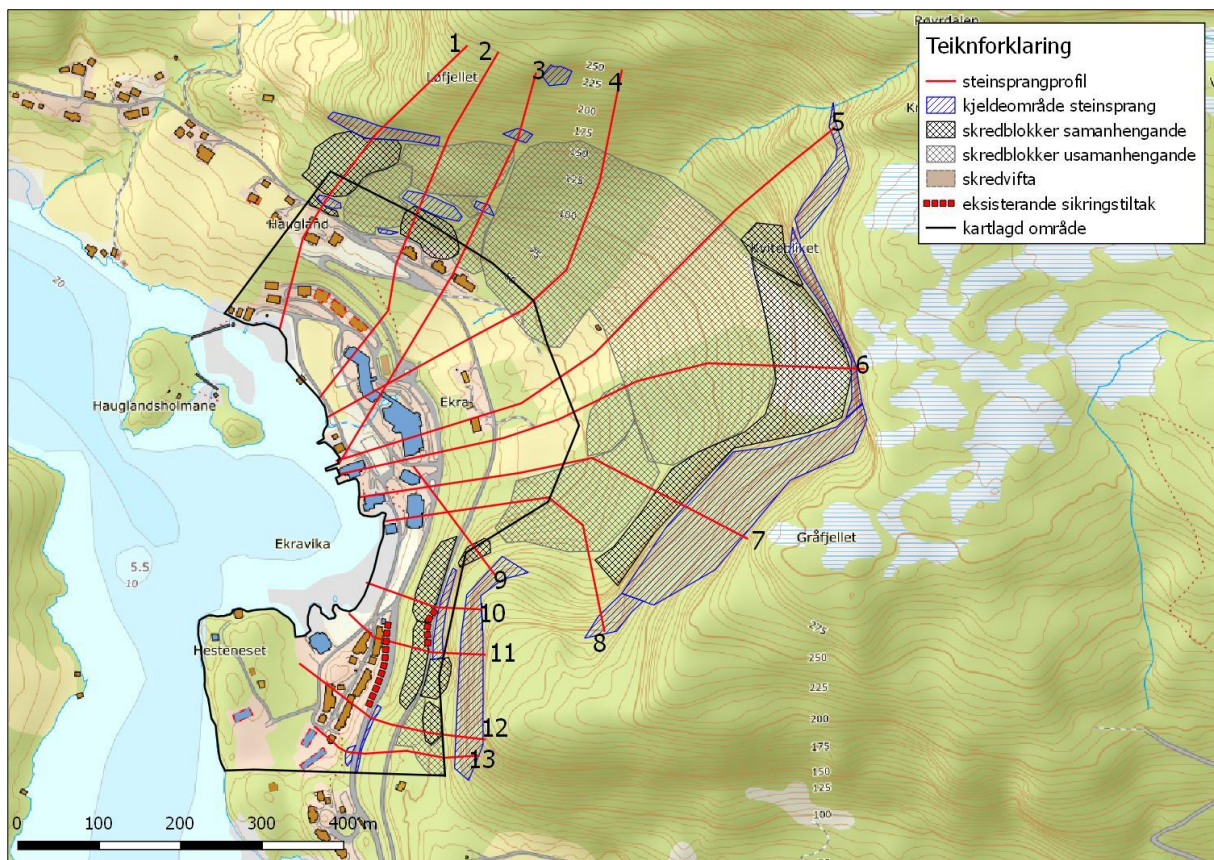 Røyrdalen
Teiknforklaring
steinsprangprofil
kjeldeområde steinsprang
skredblokker samanhengande
skredblokker usamanhengande
skredvifta
eksisterande sikringstiltak
kartlagd område
1
2
3
4
5
Løfjellet
250
225
200
175
150
125
100
75
Haugland
Kvitebliket
20
6
Hauglandsholmane
Ekra
Ekravika
5.5
10
Gråfjellet
7
8
9
10
11
12
13
Hesteneset
275
250
225
200
175
150
125
100
0 100 200 300 400 m